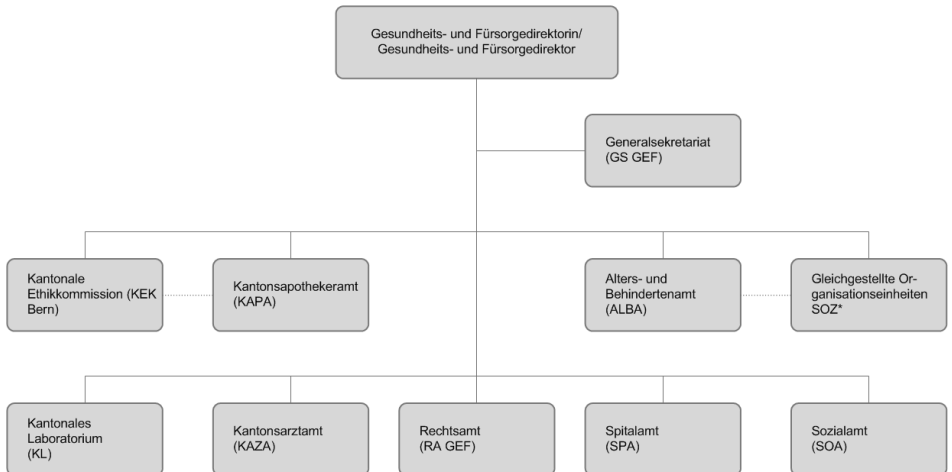 Gesundheits- und Fürsorgedirektorin/
Gesundheits- und Fürsorgedirektor
Generalsekretariat
(GS GEF)
Kantonale
Ethikkommission (KEK
Bern)
Kantonsapothekeramt
(KAPA)
Alters- und
Behindertenamt
(ALBA)
Gleichgestellte Or-
ganisationseinheiten
SOZ*
Kantonales
Laboratorium
(KL)
Kantonsarztamt
(KAZA)
Rechtsamt
(RA GEF)
Spitalamt
(SPA)
Sozialamt
(SOA)